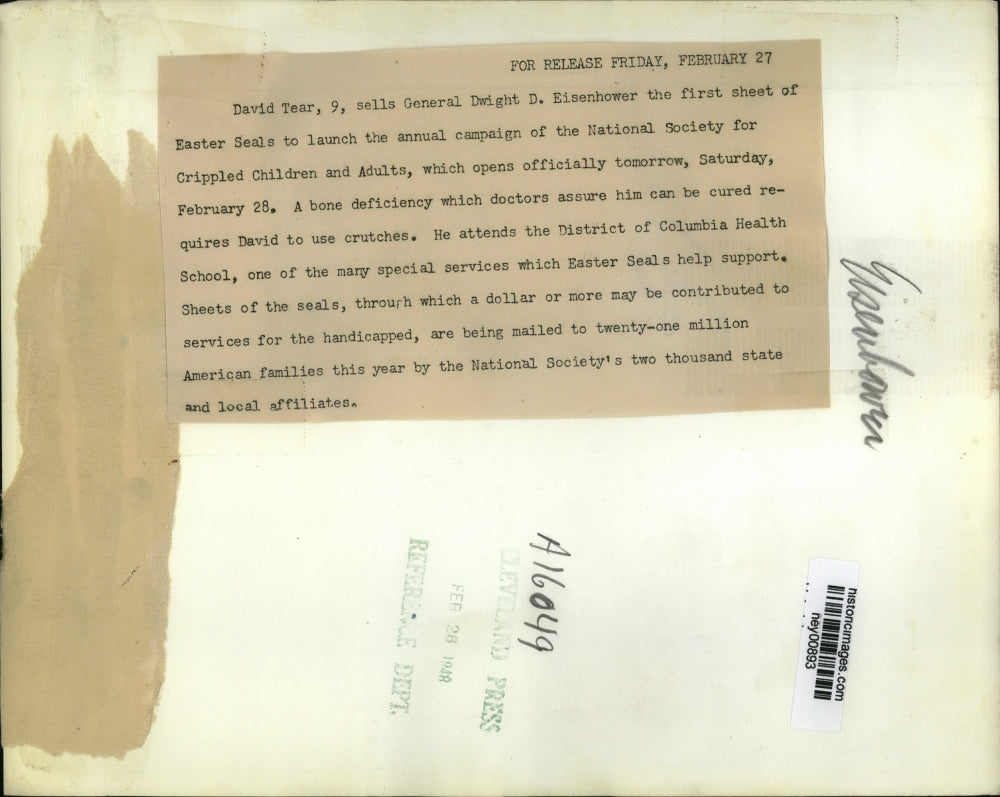 FOR RELEASE FRIDAY, FEBRUARY 27
David Tear, 9, sells General Dwight D. Eisenhower the first sheet of
Easter Seals to launch the annual campaign of the National Society for
Crippled Children and Adults, which opens officially tomorrow, Saturday,
February 28. A bone deficiency which doctors assure him can be cured re-
quires David to use crutches. He attends the District of Columbia Health
School, one of the many special services which Easter Seals help support.
Sheets of the seals, through which a dollar or more may be contributed to
services for the handicapped, are being mailed to twenty-one million
American families this year by the National Society's two thousand state
and local affiliates.
Eisenhower
A16049
CLEVELAND PRESS
FEB 26 1948
REFERENCE DEPT.
historicimages.com
ney00893